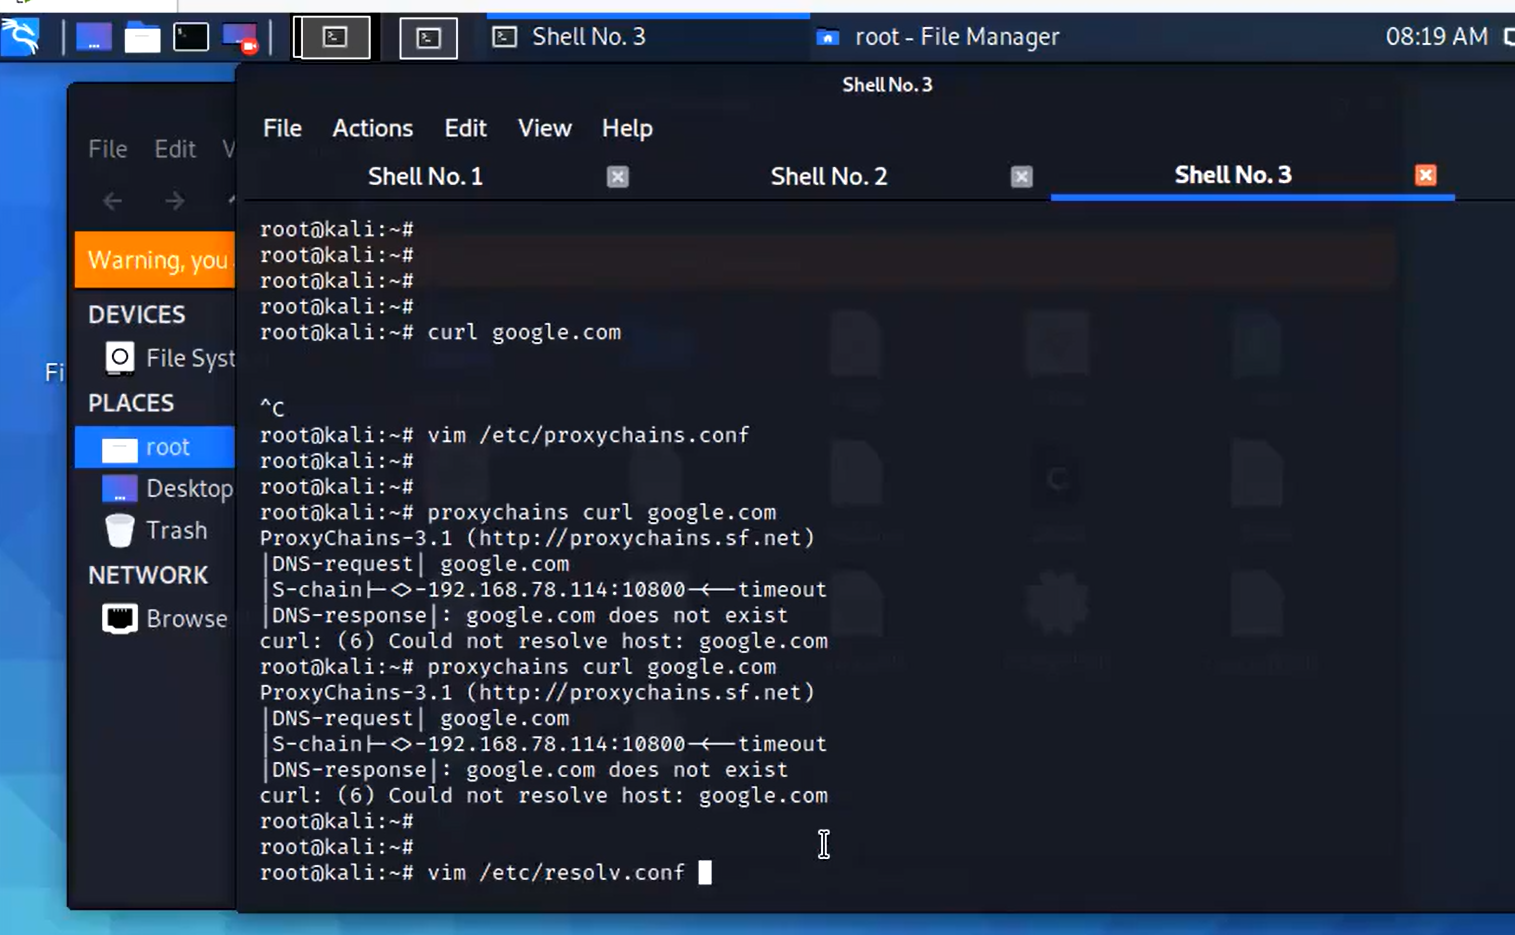 Shell No. 3
root - File Manager
08:19 AM
Shell No. 3
File Actions Edit View Help
File Edit V
Shell No. 1
Shell No. 2
Shell No. 3
Warning, you
DEVICES
File Syst
Fi
PLACES
root
Desktop
Trash
NETWORK
Browse
root@kali:~#
root@kali:~#
root@kali:~#
root@kali:~#
root@kali:~# curl google.com
^C
root@kali:~# vim /etc/proxychains.conf
root@kali:~#
root@kali:~#
root@kali:~# proxychains curl google.com
ProxyChains-3.1 (http://proxychains.sf.net)
|DNS-request| google.com
|S-chain|-<>-192.168.78.114:10800-<--timeout
|DNS-response|: google.com does not exist
curl: (6) Could not resolve host: google.com
root@kali:~# proxychains curl google.com
ProxyChains-3.1 (http://proxychains.sf.net)
|DNS-request| google.com
|S-chain|-<>-192.168.78.114:10800-<--timeout
|DNS-response|: google.com does not exist
curl: (6) Could not resolve host: google.com
root@kali:~#
root@kali:~#
root@kali:~# vim /etc/resolv.conf